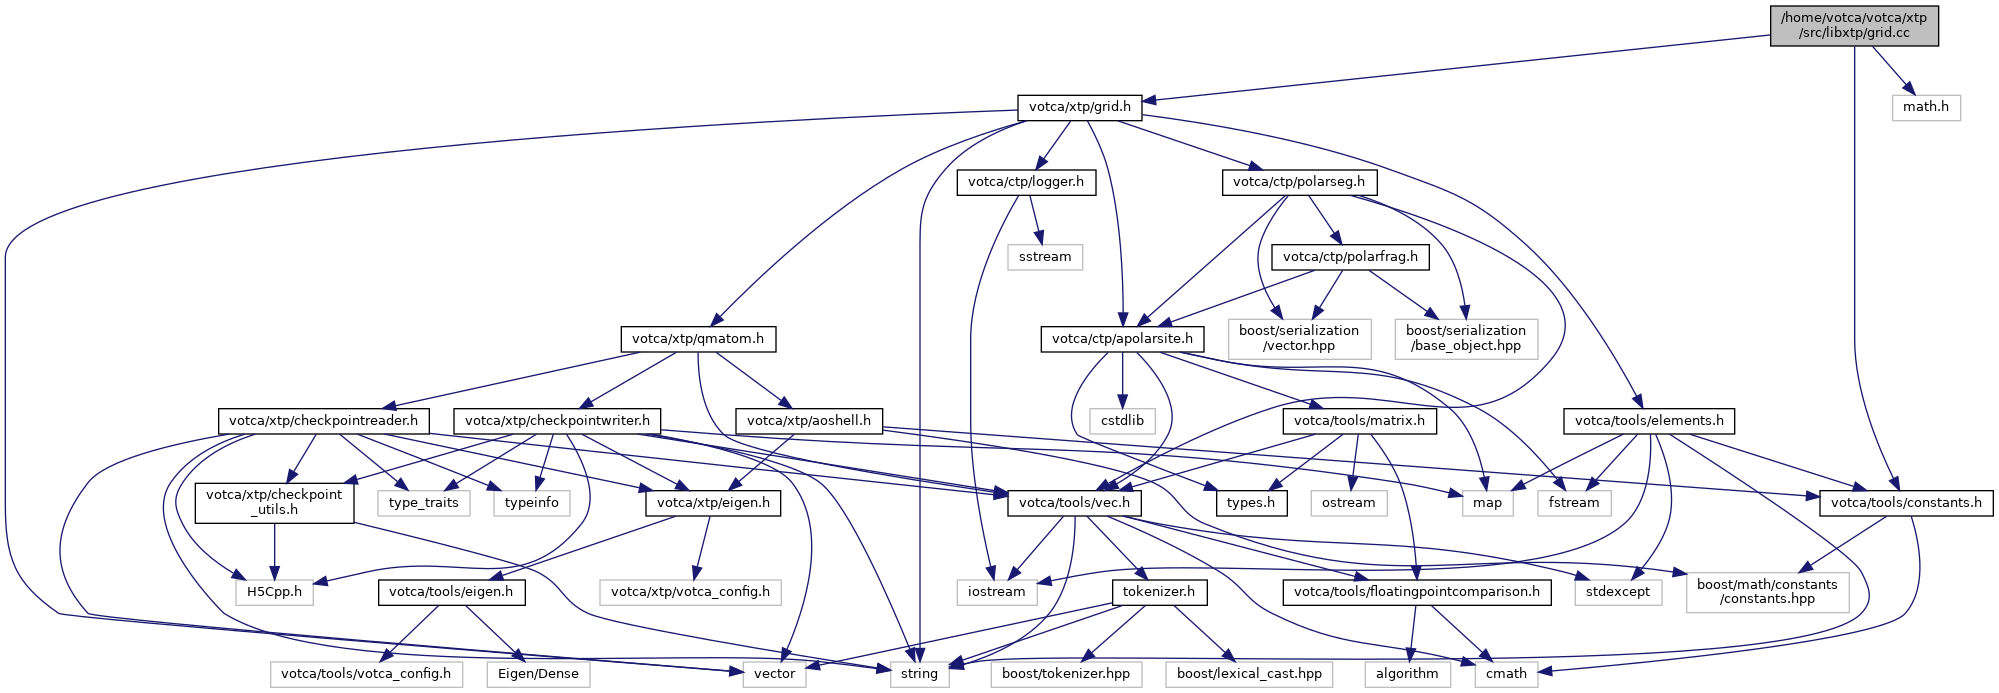 /home/votca/votca/xtp
/src/libxtp/grid.cc
votca/xtp/grid.h
math.h
votca/ctp/logger.h
votca/ctp/polarseg.h
sstream
votca/ctp/polarfrag.h
votca/xtp/qmatom.h
votca/ctp/apolarsite.h
boost/serialization
/vector.hpp
boost/serialization
/base_object.hpp
votca/xtp/checkpointreader.h
votca/xtp/checkpointwriter.h
votca/xtp/aoshell.h
cstdlib
votca/tools/matrix.h
votca/tools/elements.h
votca/xtp/checkpoint
_utils.h
type_traits
typeinfo
votca/xtp/eigen.h
votca/tools/vec.h
types.h
ostream
map
fstream
votca/tools/constants.h
H5Cpp.h
votca/tools/eigen.h
votca/xtp/votca_config.h
iostream
tokenizer.h
votca/tools/floatingpointcomparison.h
stdexcept
boost/math/constants
/constants.hpp
votca/tools/votca_config.h
Eigen/Dense
vector
string
boost/tokenizer.hpp
boost/lexical_cast.hpp
algorithm
cmath